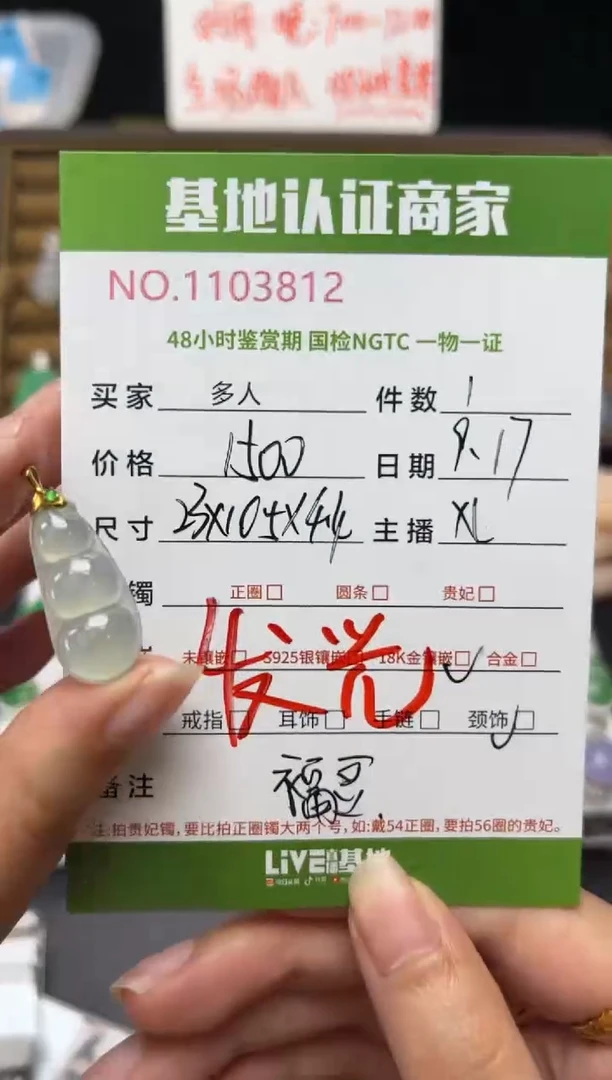 基地认证商家
NO.1103812
48小时鉴赏期 国检NGTC 一物一证
买家 多人 件数 1
价格 1500 日期 9.17
尺寸 23X10.5X4.4 主播 XL
镯 正圈 圆条 贵妃
未镶嵌 S925银镶嵌 18K金镶嵌 合金
发光
戒指 耳饰 手链 颈饰
备注 福豆
注:拍贵妃镯,要比拍正圈镯大两个号,如:戴54正圈,要拍56圈的贵妃。
LiVE 基地